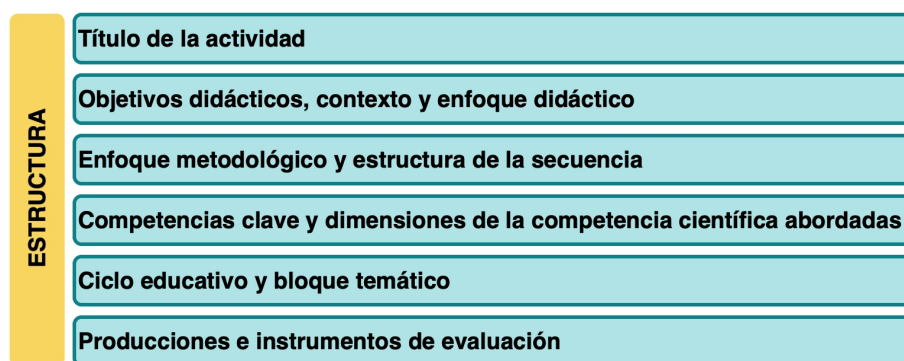 ESTRUCTURA
Título de la actividad
Objetivos didácticos, contexto y enfoque didáctico
Enfoque metodológico y estructura de la secuencia
Competencias clave y dimensiones de la competencia científica abordadas
Ciclo educativo y bloque temático
Producciones e instrumentos de evaluación